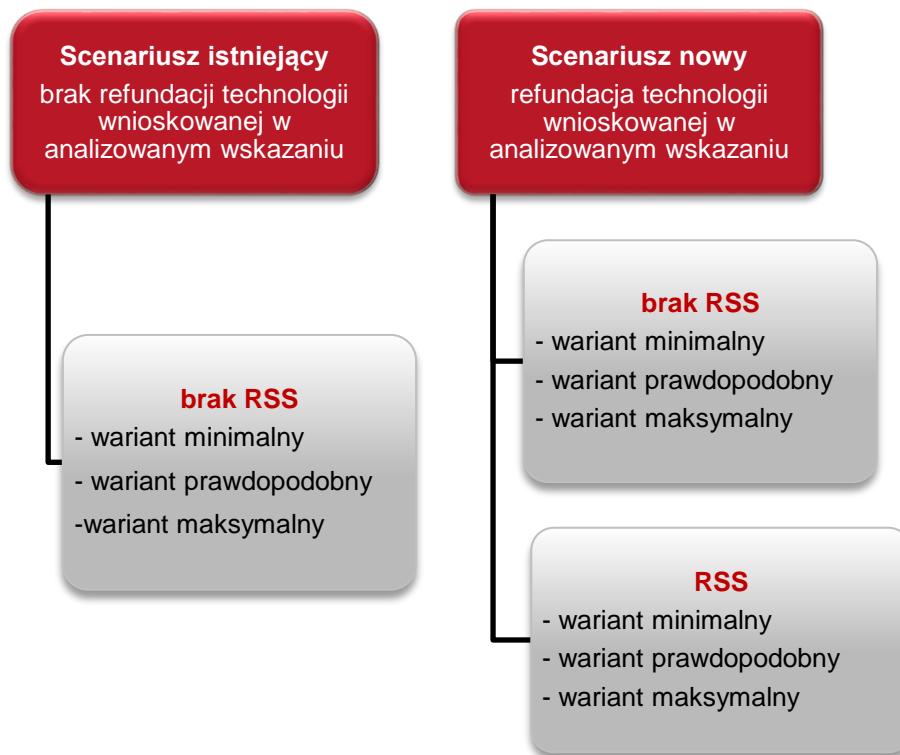 Scenariusz istniejący
brak refundacji technologii
wnioskowanej w
analizowanym wskazaniu
brak RSS
- wariant minimalny
- wariant prawdopodobny
-wariant maksymalny
Scenariusz nowy
refundacja technologii
wnioskowanej w
analizowanym wskazaniu
brak RSS
- wariant minimalny
- wariant prawdopodobny
- wariant maksymalny
RSS
- wariant minimalny
- wariant prawdopodobny
- wariant maksymalny